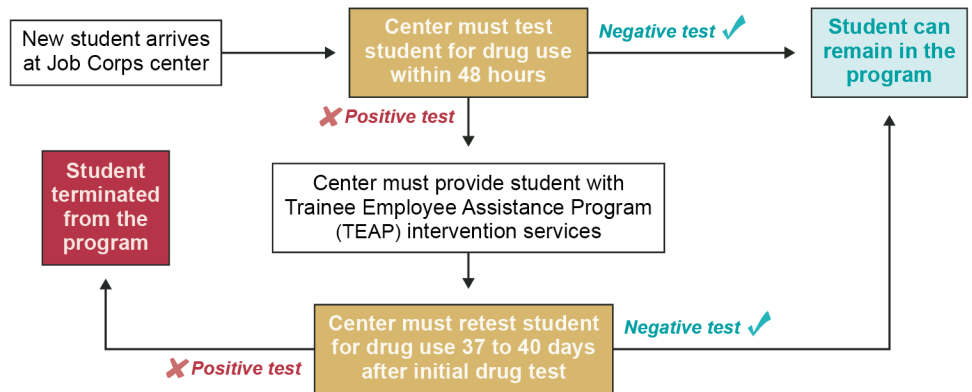 New student arrives
at Job Corps center
Center must test
student for drug use
within 48 hours
Negative test
Student can
remain in the
program
Positive test
Student
terminated
from the
program
Center must provide student with
Trainee Employee Assistance Program
(TEAP) intervention services
Center must retest student
for drug use 37 to 40 days
after initial drug test
Negative test
Positive test